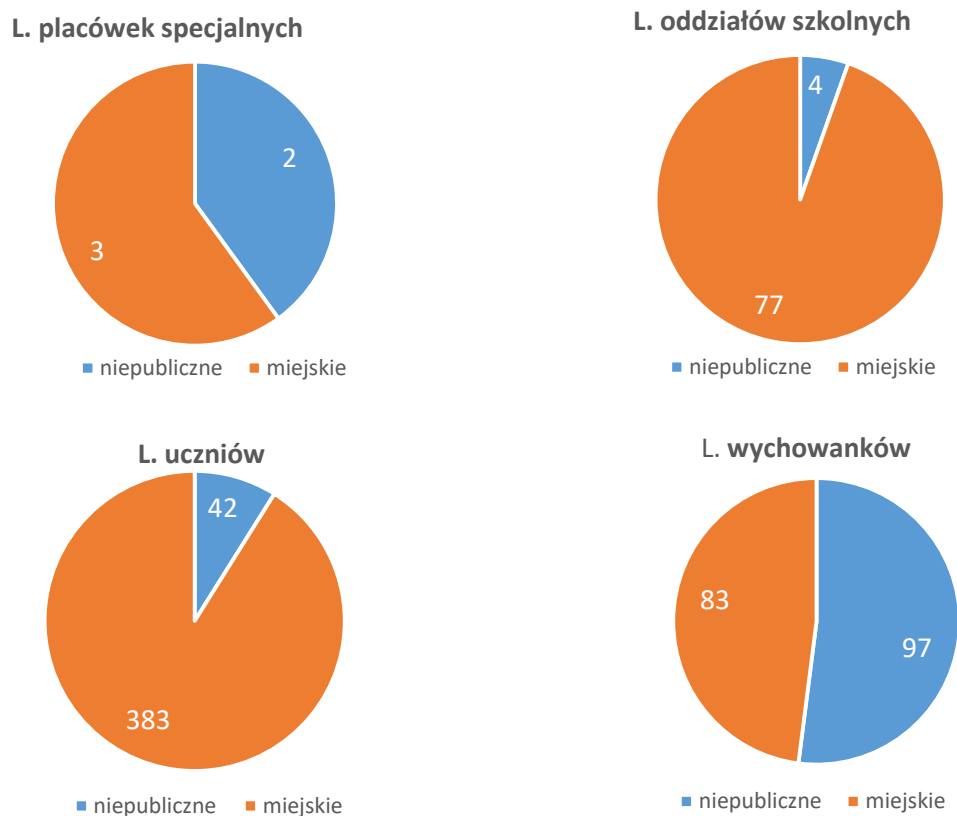 L. placówek specjalnych
2
3
niepubliczne miejskie
L. oddziałów szkolnych
4
77
niepubliczne miejskie
L. uczniów
42
383
niepubliczne miejskie
L. wychowanków
83
97
niepubliczne miejskie